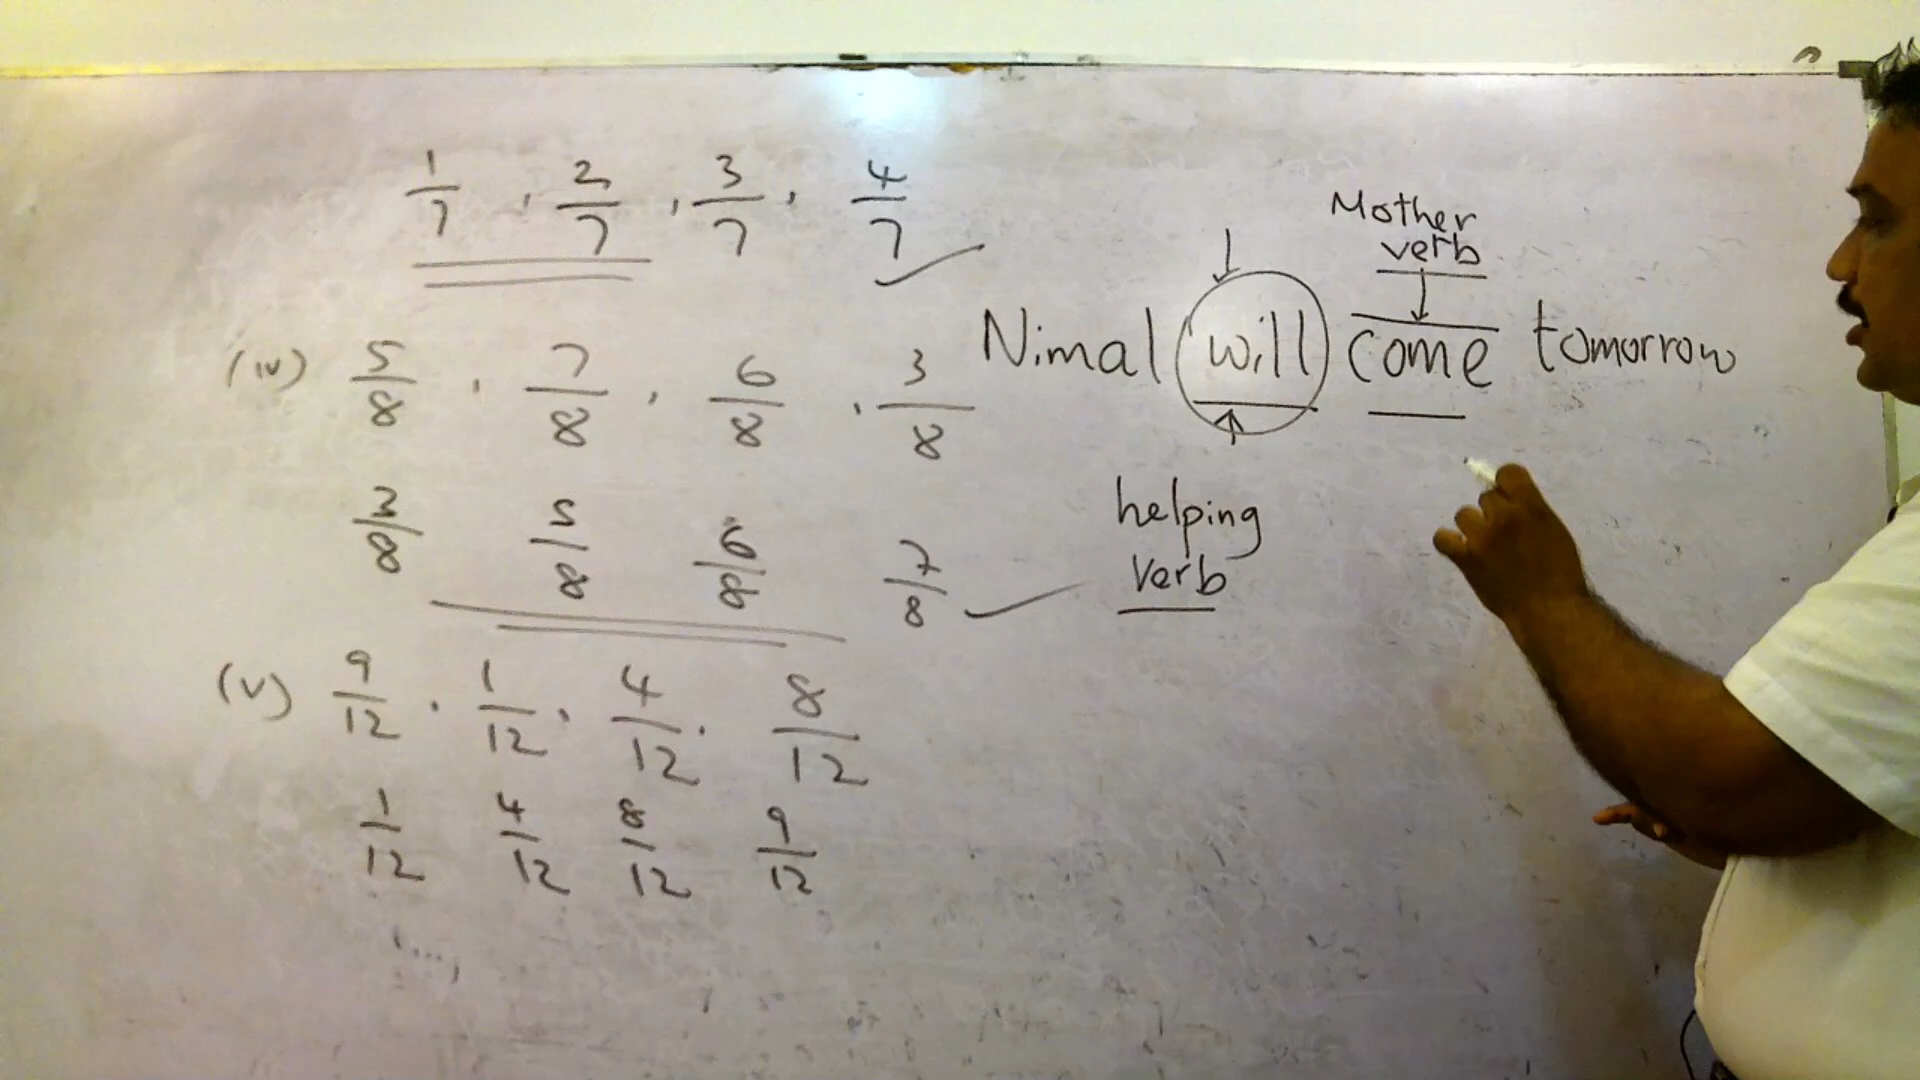 1/7 , 2/7 , 3/7 , 4/7
(iv) 5/8 , 7/8 , 6/8 , 3/8
3/8 5/8 6/8 7/8
(v) 9/12 , 1/12 , 4/12 , 8/12
1/12 4/12 8/12 9/12
Mother
verb
Nimal will come tomorrow
helping
verb